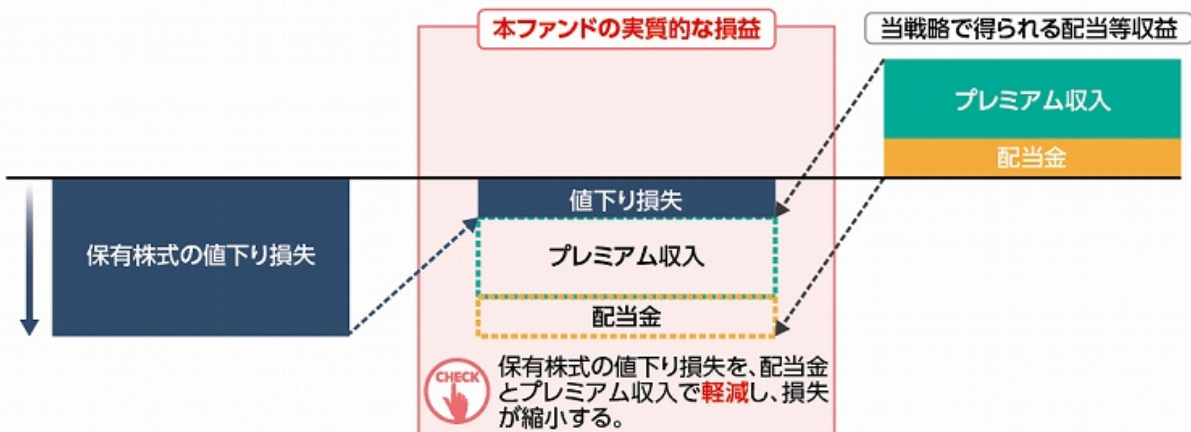 本ファンドの実質的な損益
当戦略で得られる配当等収益
プレミアム収入
配当金
保有株式の値下り損失
値下り損失
プレミアム収入
配当金
CHECK
保有株式の値下り損失を、配当金
とプレミアム収入で軽減し、損失
が縮小する。